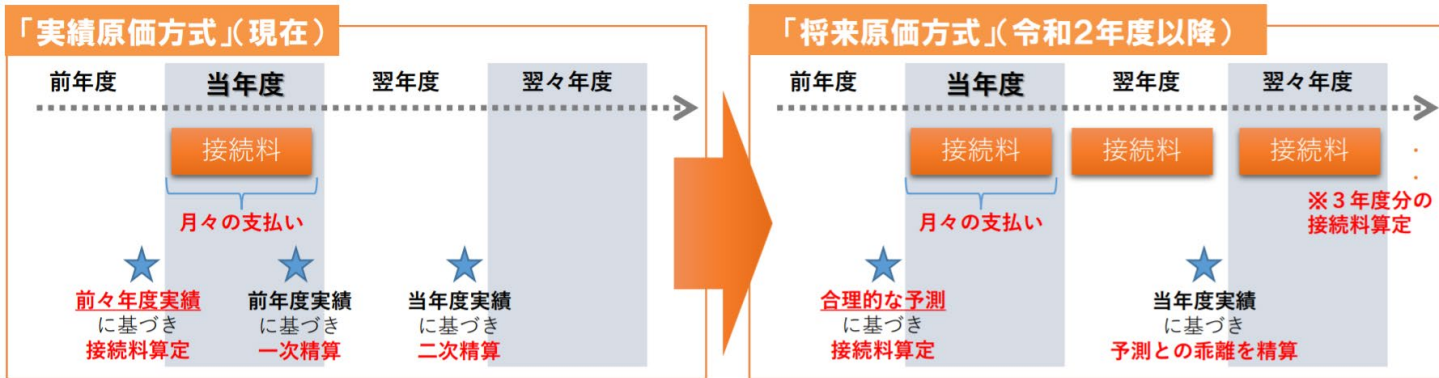 「実績原価方式」(現在)
前年度
当年度
翌年度
翌々年度
接続料
月々の支払い
前々年度実績
に基づき
接続料算定
前年度実績
に基づき
一次精算
当年度実績
に基づき
二次精算
「将来原価方式」(令和2年度以降)
前年度
当年度
翌年度
翌々年度
接続料
接続料
接続料
月々の支払い
※３年度分の
接続料算定
合理的な予測
に基づき
接続料算定
当年度実績
に基づき
予測との乖離を精算